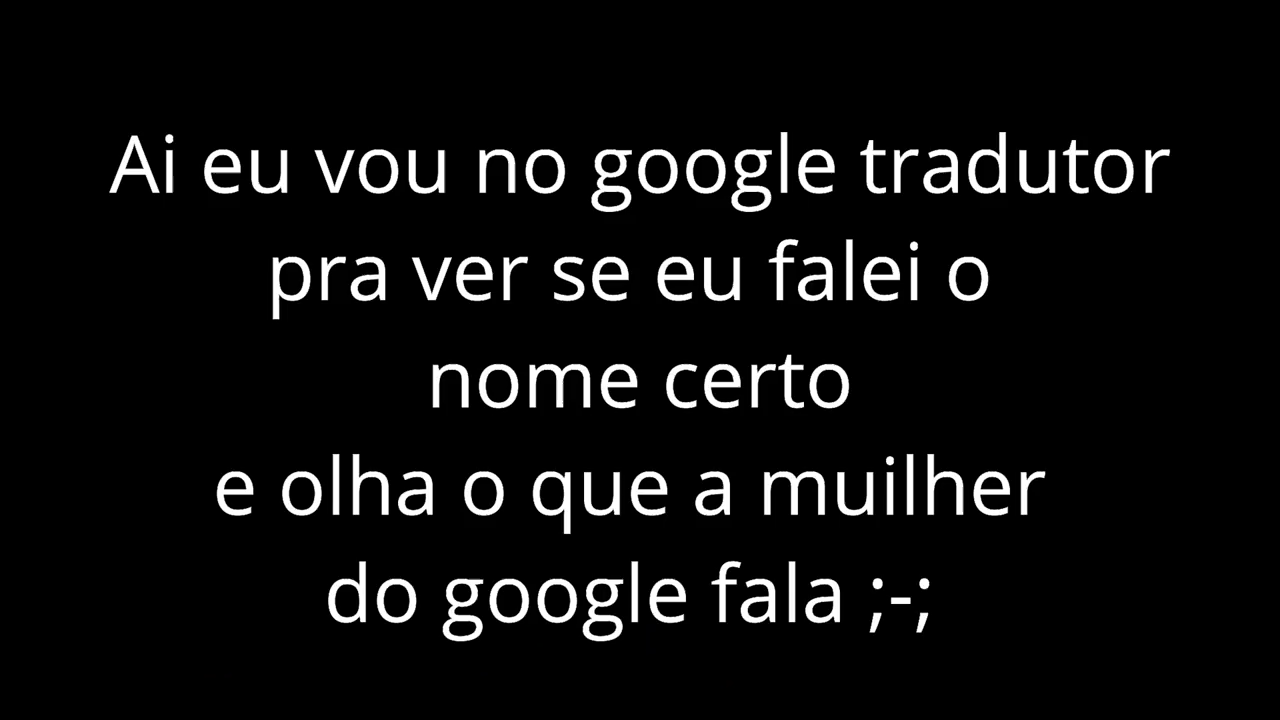 Ai eu vou no google tradutor
pra ver se eu falei o
nome certo
e olha o que a muilher
do google fala ;-;